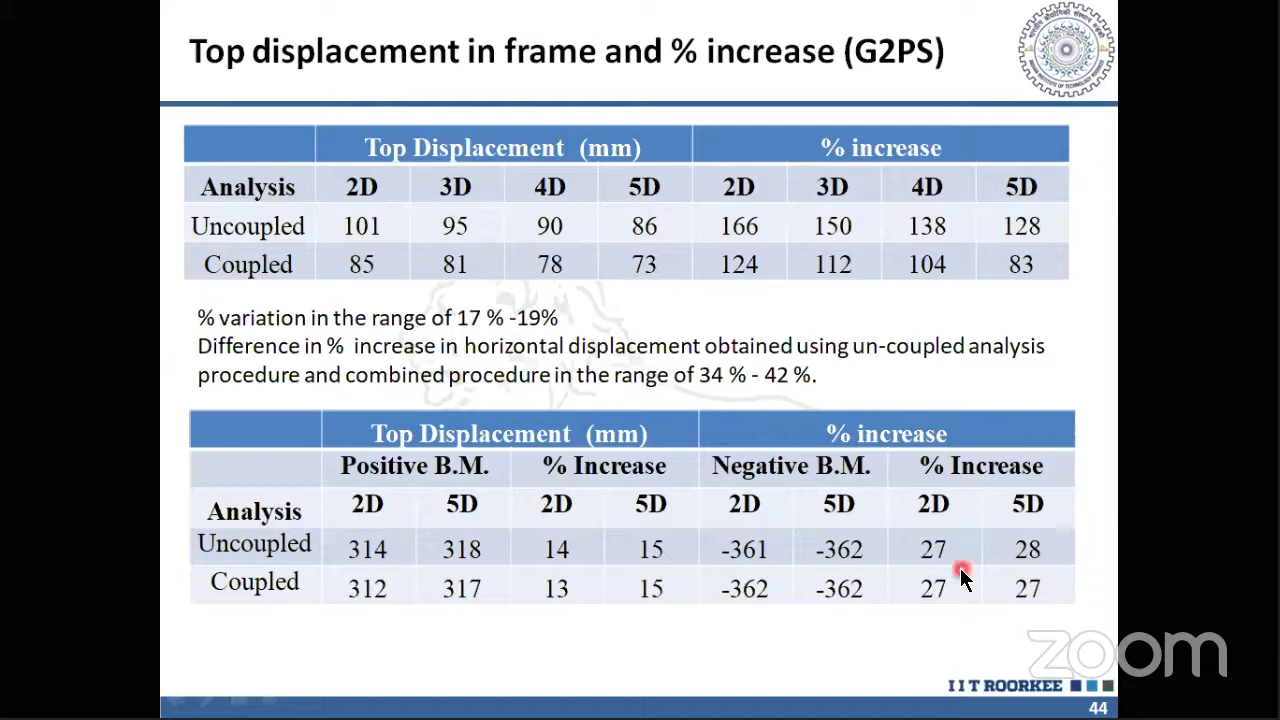 Top displacement in frame and % increase (G2PS)
Top Displacement (mm) % increase
Analysis 2D 3D 4D 5D 2D 3D 4D 5D
Uncoupled 101 95 90 86 166 150 138 128
Coupled 85 81 78 73 124 112 104 83
% variation in the range of 17 % -19%
Difference in % increase in horizontal displacement obtained using un-coupled analysis
procedure and combined procedure in the range of 34 % - 42 %.
Top Displacement (mm) % increase
Positive B.M. % Increase Negative B.M. % Increase
Analysis 2D 5D 2D 5D 2D 5D 2D 5D
Uncoupled 314 318 14 15 -361 -362 27 28
Coupled 312 317 13 15 -362 -362 27 27
zoom
IIT ROORKEE
44